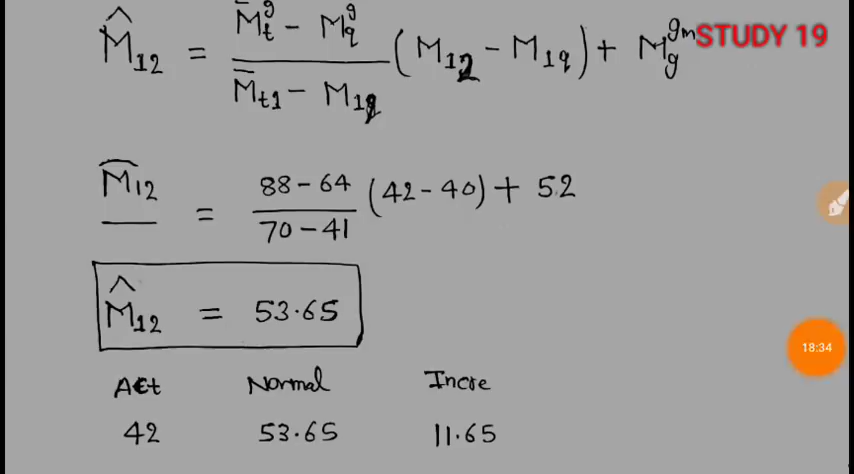 M̂12 = (M̄t^g − Mq^g) / (M̄t1 − M1q) (M12 − M1q) + Mg^gm
STUDY 19
M̂12 = (88 − 64) / (70 − 41) (42 − 40) + 52
M̂12 = 53.65
18:34
Act Normal Incre
42 53.65 11.65